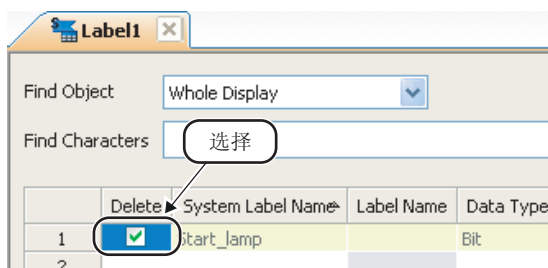 Label1
Find Object Whole Display
Find Characters 选择
Delete System Label Name Label Name Data Type
1 Start_lamp Bit
2